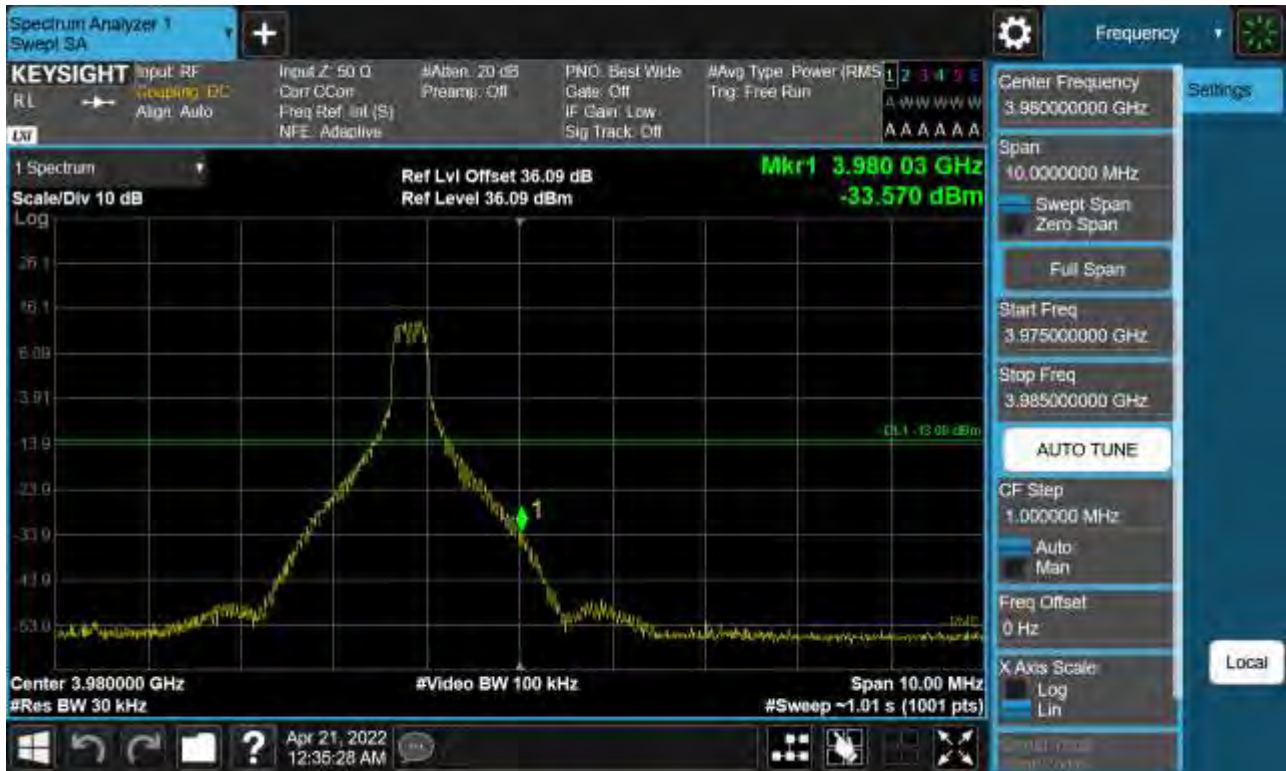 Spectrum Analyzer 1
Swept SA
+
Frequency
KEYSIGHT
Input: RF
Input Z: 50 Ω
#Atten: 20 dB
PNO: Best Wide
#Avg Type: Power (RMS
1 2 3 4 5 6
RL
Coupling: DC
Corr CCorr
Preamp: Off
Gate: Off
Trig: Free Run
A W W W W W
Align: Auto
Freq Ref: Int (S)
IF Gain: Low
LXI
NFE: Adaptive
Sig Track: Off
A A A A A A
Center Frequency
3.980000000 GHz
Settings
Span
10.0000000 MHz
Swept Span
Zero Span
Full Span
Start Freq
3.975000000 GHz
Stop Freq
3.985000000 GHz
AUTO TUNE
CF Step
1.000000 MHz
Auto
Man
Freq Offset
0 Hz
X Axis Scale
Log
Lin
Local
1 Spectrum
Ref Lvl Offset 36.09 dB
Mkr1 3.980 03 GHz
Scale/Div 10 dB
Ref Level 36.09 dBm
-33.570 dBm
Log
26.1
16.1
6.09
-3.91
DL1 -13.00 dBm
-13.9
-23.9
1
-33.9
-43.9
-53.9
Center 3.980000 GHz
#Video BW 100 kHz
Span 10.00 MHz
#Res BW 30 kHz
#Sweep ~1.01 s (1001 pts)
?
Apr 21, 2022
12:35:28 AM